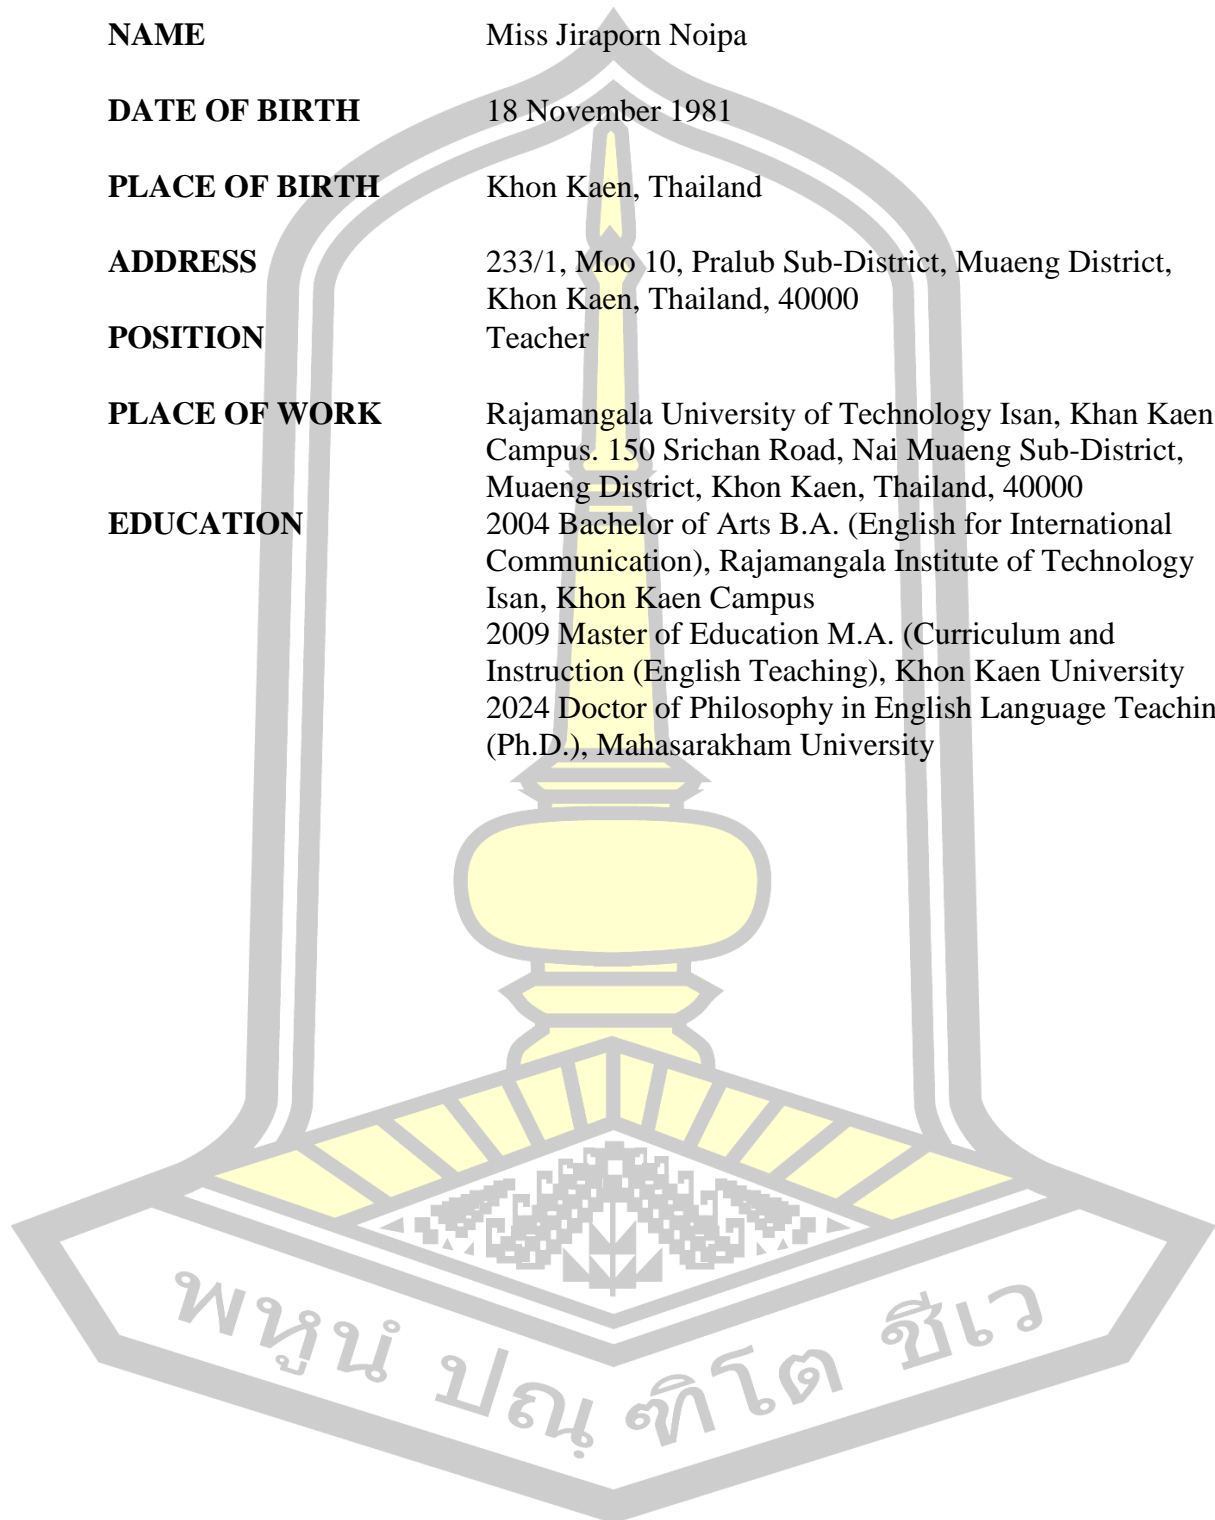 NAME Miss Jiraporn Noipa
DATE OF BIRTH 18 November 1981
PLACE OF BIRTH Khon Kaen, Thailand
ADDRESS 233/1, Moo 10, Pralub Sub-District, Muaeng District,
Khon Kaen, Thailand, 40000
POSITION Teacher
PLACE OF WORK Rajamangala University of Technology Isan, Khan Kaen
Campus. 150 Srichan Road, Nai Muaeng Sub-District,
Muaeng District, Khon Kaen, Thailand, 40000
EDUCATION 2004 Bachelor of Arts B.A. (English for International
Communication), Rajamangala Institute of Technology
Isan, Khon Kaen Campus
2009 Master of Education M.A. (Curriculum and
Instruction (English Teaching), Khon Kaen University
2024 Doctor of Philosophy in English Language Teachin
(Ph.D.), Mahasarakham University
พหูนํ ปณฺฑิโต ชีเว